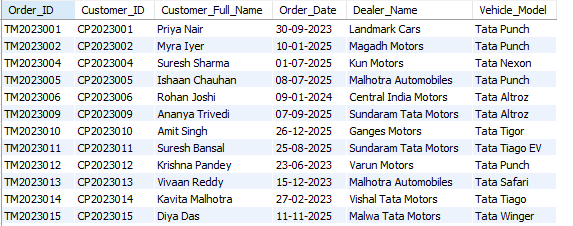 Order_ID Customer_ID Customer_Full_Name Order_Date Dealer_Name Vehicle_Model
TM2023001 CP2023001 Priya Nair 30-09-2023 Landmark Cars Tata Punch
TM2023002 CP2023002 Myra Iyer 10-01-2025 Magadh Motors Tata Punch
TM2023004 CP2023004 Suresh Sharma 01-07-2025 Kun Motors Tata Nexon
TM2023005 CP2023005 Ishaan Chauhan 08-07-2025 Malhotra Automobiles Tata Punch
TM2023006 CP2023006 Rohan Joshi 09-01-2024 Central India Motors Tata Altroz
TM2023009 CP2023009 Ananya Trivedi 07-09-2025 Sundaram Tata Motors Tata Altroz
TM2023010 CP2023010 Amit Singh 26-12-2025 Ganges Motors Tata Tigor
TM2023011 CP2023011 Suresh Bansal 25-08-2025 Sundaram Tata Motors Tata Tiago EV
TM2023012 CP2023012 Krishna Pandey 23-06-2023 Varun Motors Tata Punch
TM2023013 CP2023013 Vivaan Reddy 15-12-2023 Malhotra Automobiles Tata Safari
TM2023014 CP2023014 Kavita Malhotra 27-02-2023 Vishal Tata Motors Tata Tiago
TM2023015 CP2023015 Diya Das 11-11-2025 Malwa Tata Motors Tata Winger